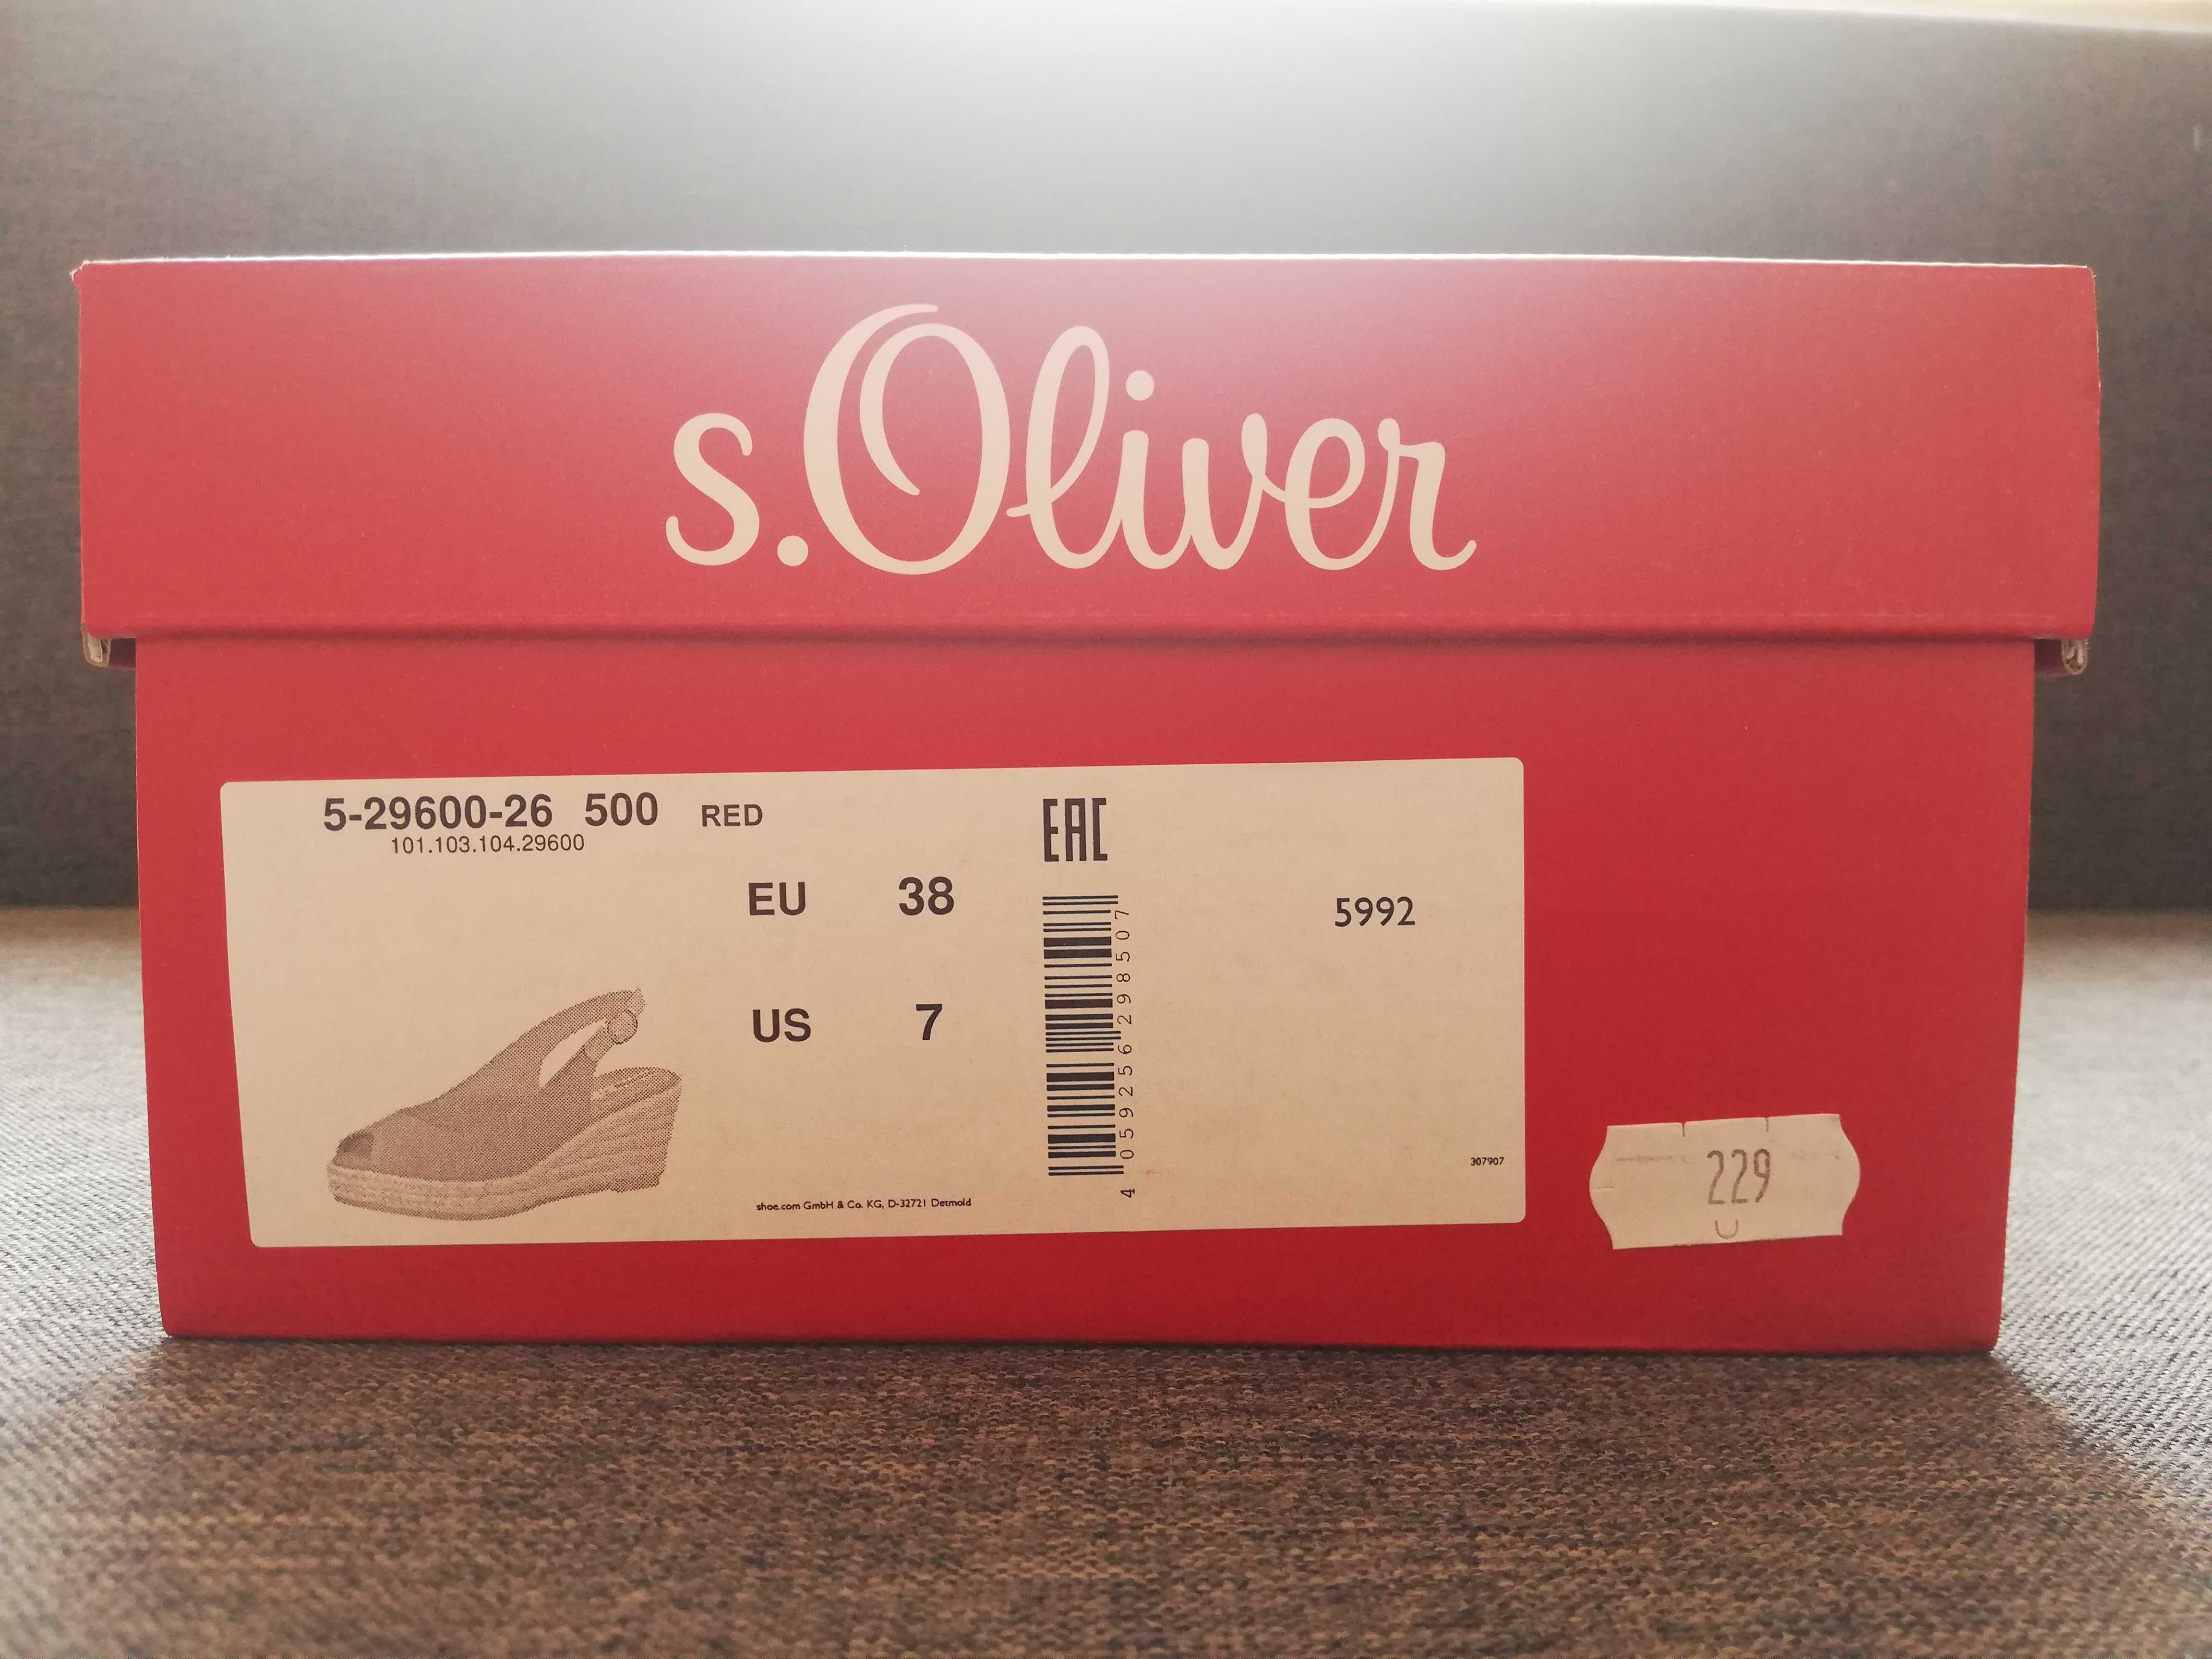 s.Oliver
5-29600-26 500 RED
101.103.104.29600
EAC
EU 38
5992
US 7
4 059256 298507
307907
shoe.com GmbH & Co. KG, D-32721 Detmold
229
U